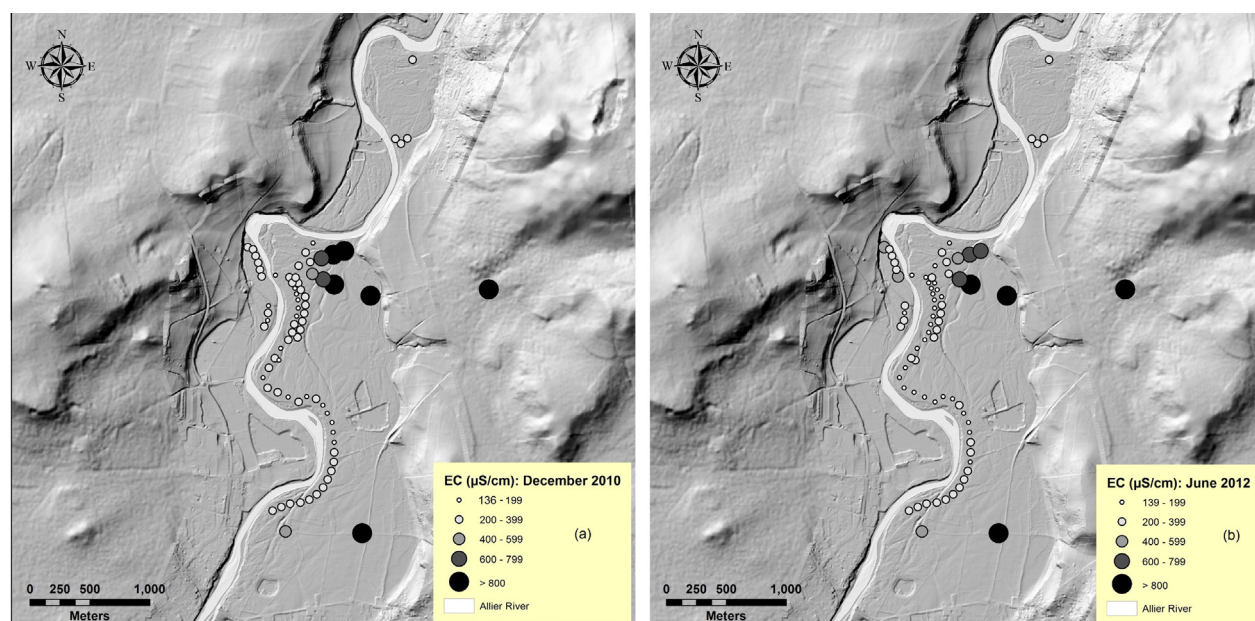 N
W E
S
EC (µS/cm): December 2010
136 - 199
200 - 399
400 - 599
(a)
600 - 799
> 800
Allier River
0 250 500 1,000
Meters
N
W E
S
EC (µS/cm): June 2012
139 - 199
200 - 399
400 - 599
(b)
600 - 799
> 800
Allier River
0 250 500 1,000
Meters